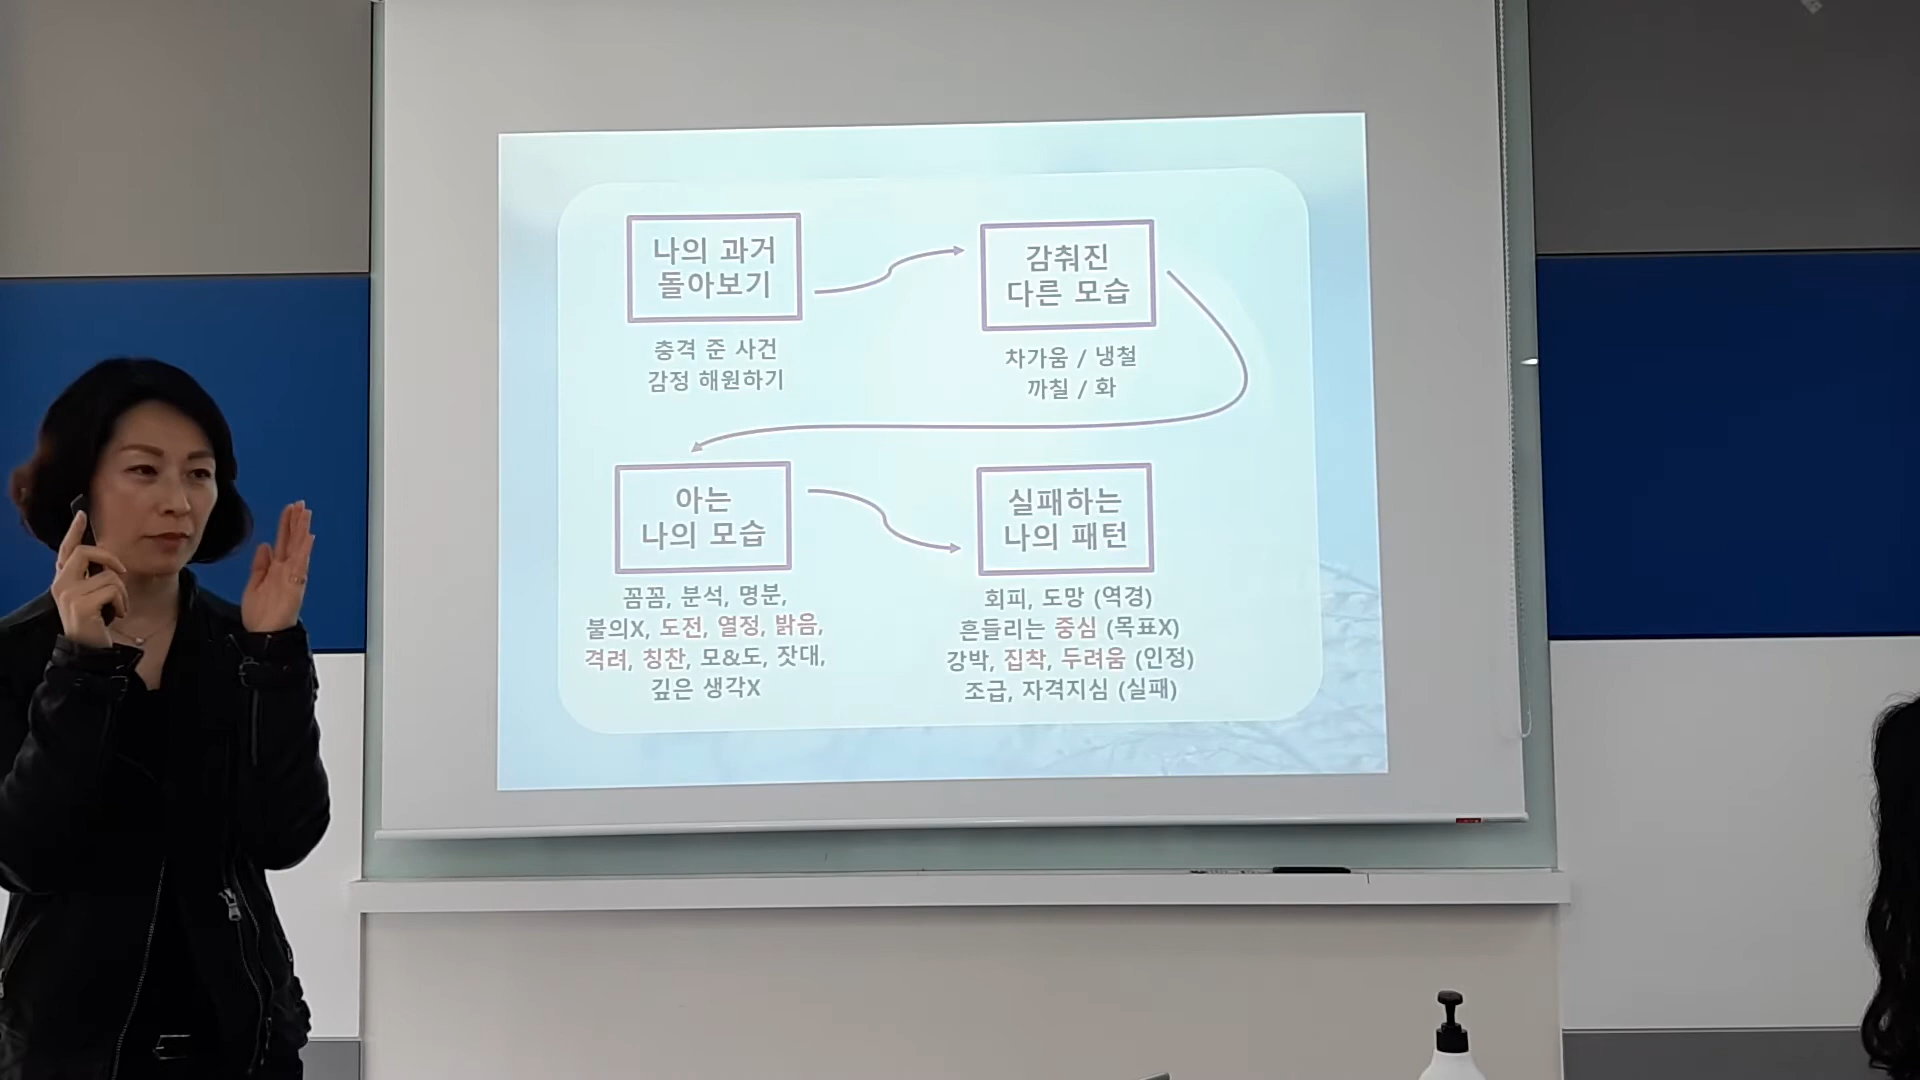 나의 과거
돌아보기
충격 준 사건
감정 해원하기
감춰진
다른 모습
차가움 / 냉철
까칠 / 화
아는
나의 모습
꼼꼼, 분석, 명분,
불의X, 도전, 열정, 밝음,
격려, 칭찬, 모&도, 잣대,
깊은 생각X
실패하는
나의 패턴
회피, 도망 (역경)
흔들리는 중심 (목표X)
강박, 집착, 두려움 (인정)
조급, 자격지심 (실패)